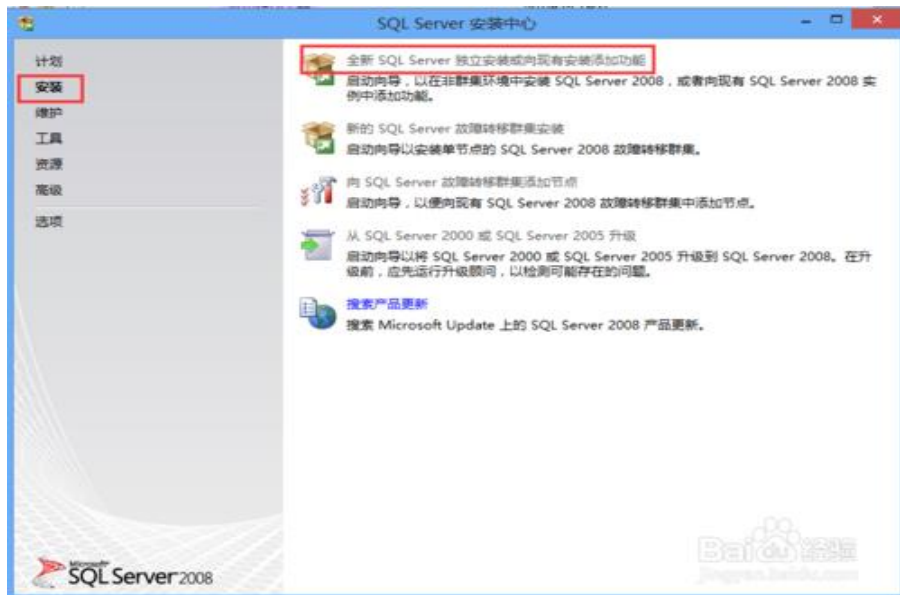 SQL Server 安装中心
计划
安装
维护
工具
资源
高级
选项
全新 SQL Server 独立安装或向现有安装添加功能
启动向导，以在非群集环境中安装 SQL Server 2008，或者向现有 SQL Server 2008 实
例中添加功能。
新的 SQL Server 故障转移群集安装
启动向导以安装单节点的 SQL Server 2008 故障转移群集。
向 SQL Server 故障转移群集添加节点
启动向导，以便向现有 SQL Server 2008 故障转移群集中添加节点。
从 SQL Server 2000 或 SQL Server 2005 升级
启动向导以将 SQL Server 2000 或 SQL Server 2005 升级到 SQL Server 2008。在升
级前，应先运行升级顾问，以检测可能存在的问题。
搜索产品更新
搜索 Microsoft Update 上的 SQL Server 2008 产品更新。
Microsoft
SQL Server 2008
Baidu 经验
jingyan.baidu.com